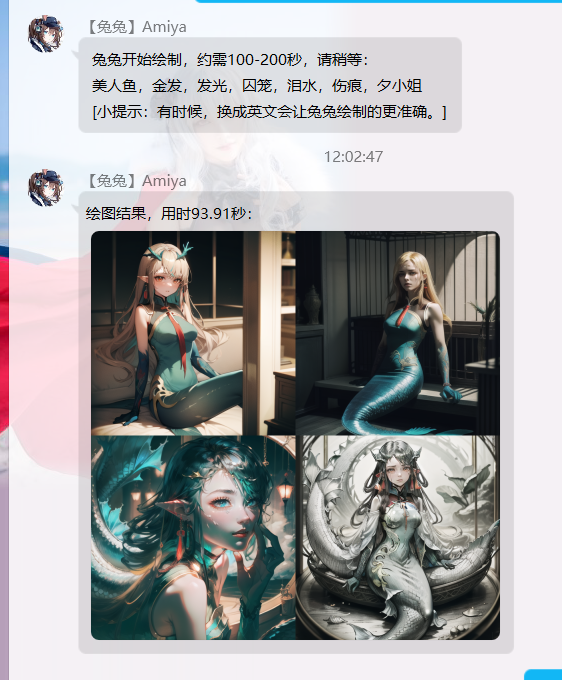 【兔兔】Amiya
兔兔开始绘制，约需100-200秒，请稍等：
美人鱼，金发，发光，囚笼，泪水，伤痕，夕小姐
[小提示：有时候，换成英文会让兔兔绘制的更准确。]
12:02:47
【兔兔】Amiya
绘图结果，用时93.91秒：